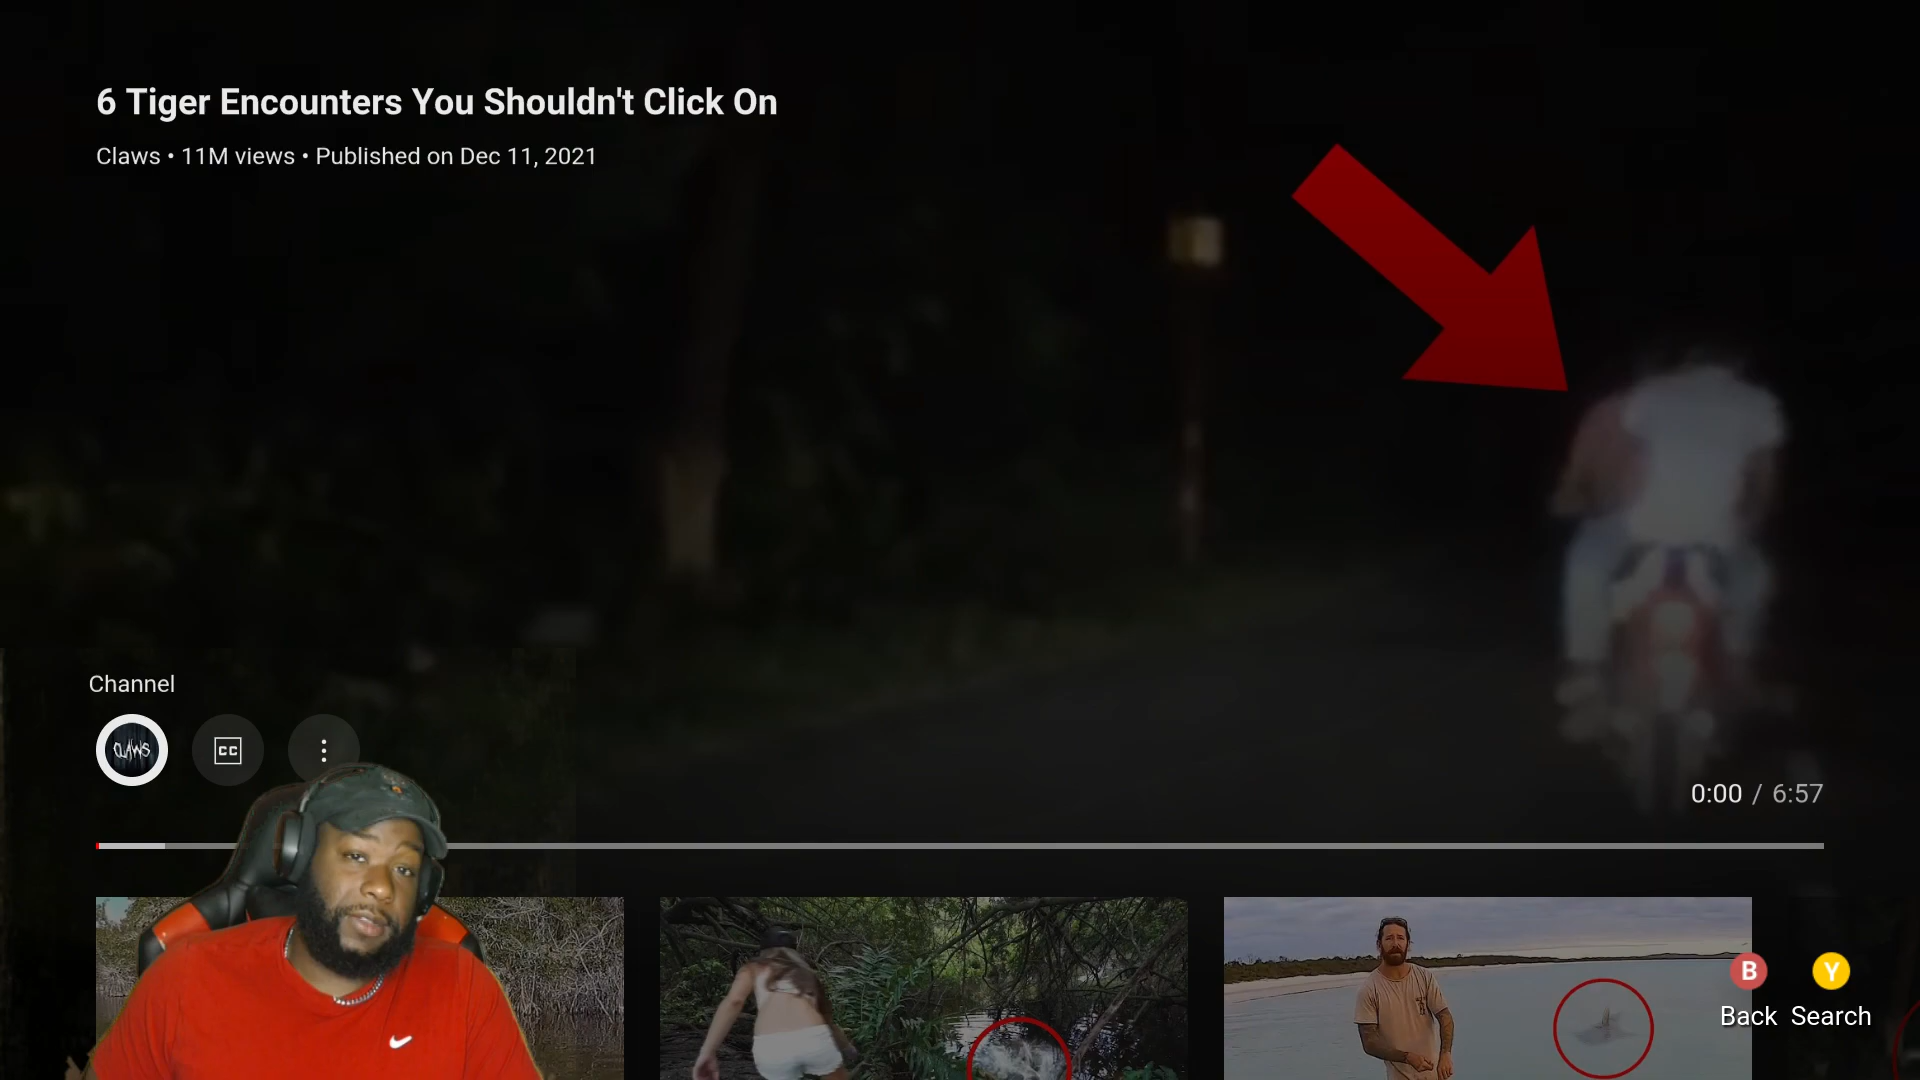 6 Tiger Encounters You Shouldn't Click On
Claws • 11M views • Published on Dec 11, 2021
Channel
CLAWS
CC
0:00 / 6:57
B Y
Back Search